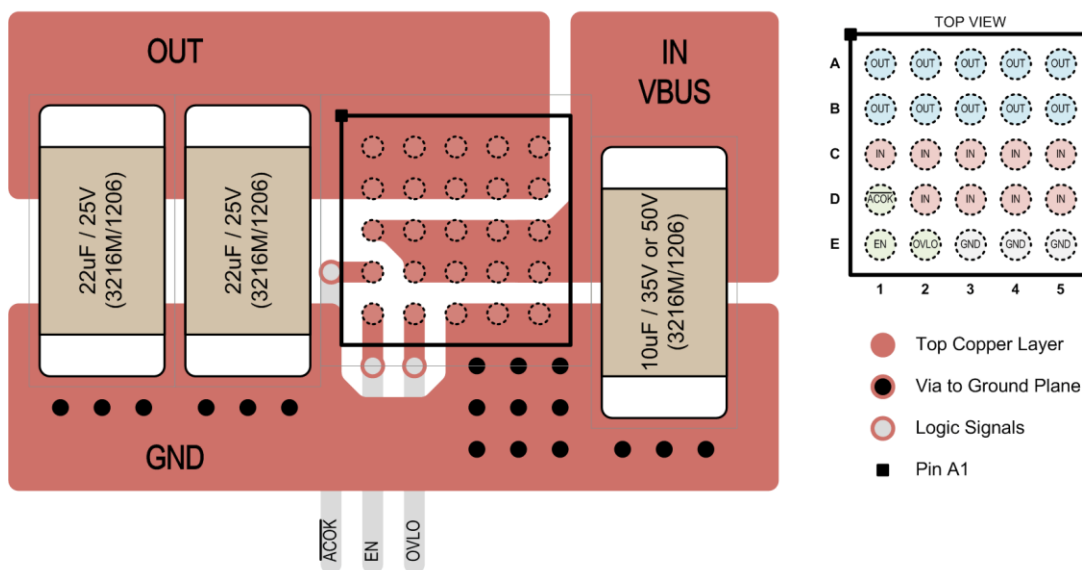 OUT
IN
VBUS
22uF / 25V
(3216M/1206)
22uF / 25V
(3216M/1206)
10uF / 35V or 50V
(3216M/1206)
GND
ACOK
EN
OVLO
TOP VIEW
A OUT OUT OUT OUT OUT
B OUT OUT OUT OUT OUT
C IN IN IN IN IN
D ACOK IN IN IN IN
E EN OVLO GND GND GND
1 2 3 4 5
Top Copper Layer
Via to Ground Plane
Logic Signals
Pin A1